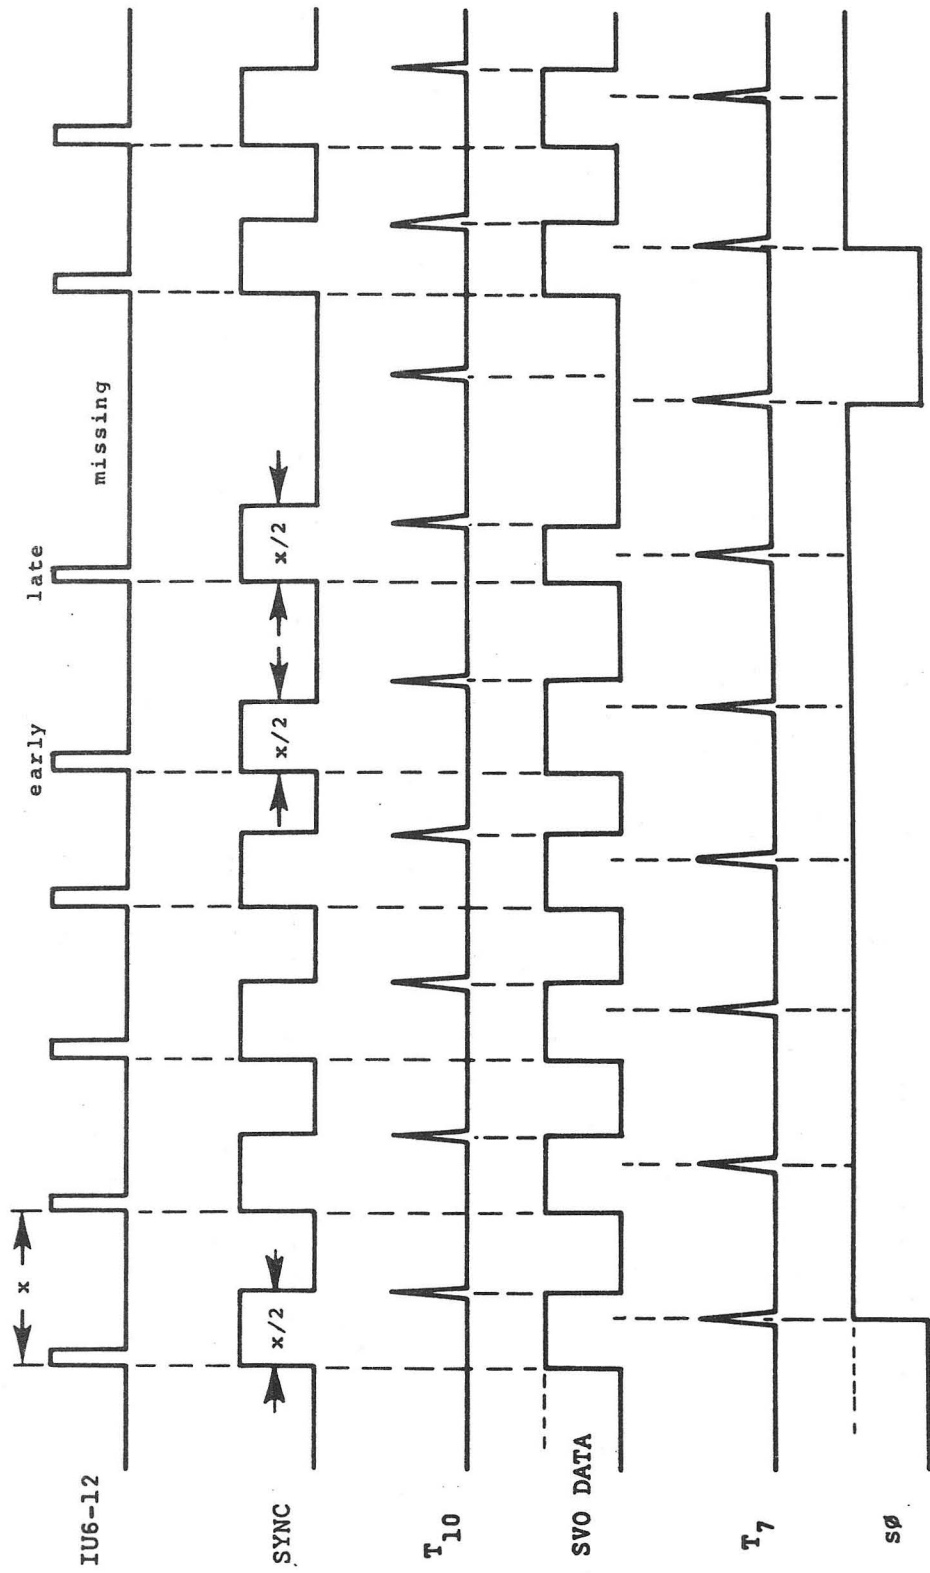 IU6-12
x
early
late
missing
SYNC
x/2
x/2
x/2
T10
SVO DATA
T7
sø